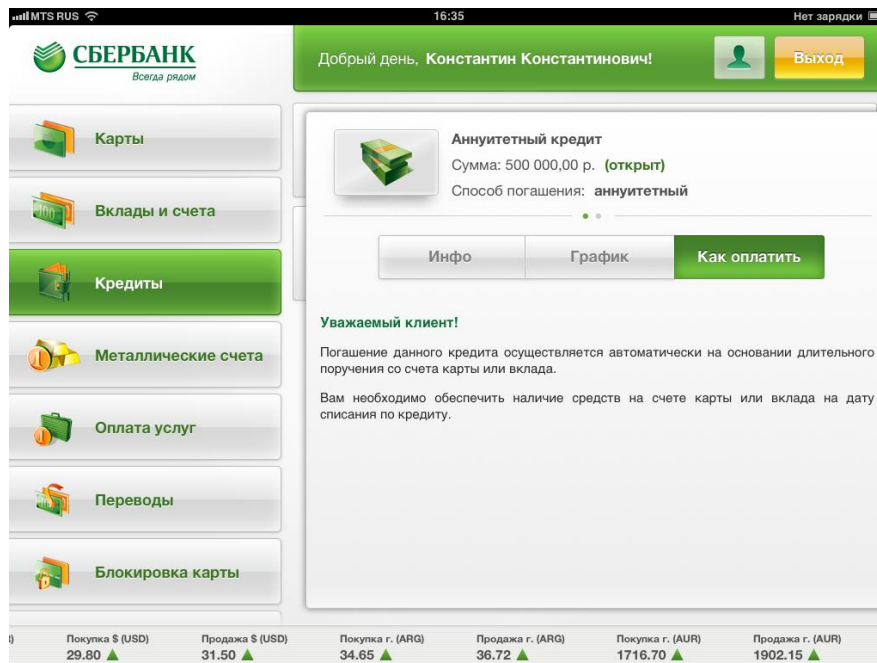 MTS RUS 16:35 Нет зарядки
СБЕРБАНК
Всегда рядом
Добрый день, Константин Константинович!
Выход
Карты
Вклады и счета
Кредиты
Металлические счета
Оплата услуг
Переводы
Блокировка карты
Аннуитетный кредит
Сумма: 500 000,00 р. (открыт)
Способ погашения: аннуитетный
Инфо График Как оплатить
Уважаемый клиент!
Погашение данного кредита осуществляется автоматически на основании длительного
поручения со счета карты или вклада.
Вам необходимо обеспечить наличие средств на счете карты или вклада на дату
списания по кредиту.
Покупка $ (USD) Продажа $ (USD) Покупка г. (ARG) Продажа г. (ARG) Покупка г. (AUR) Продажа г. (AUR)
29.80 ▲ 31.50 ▲ 34.65 ▲ 36.72 ▲ 1716.70 ▲ 1902.15 ▲